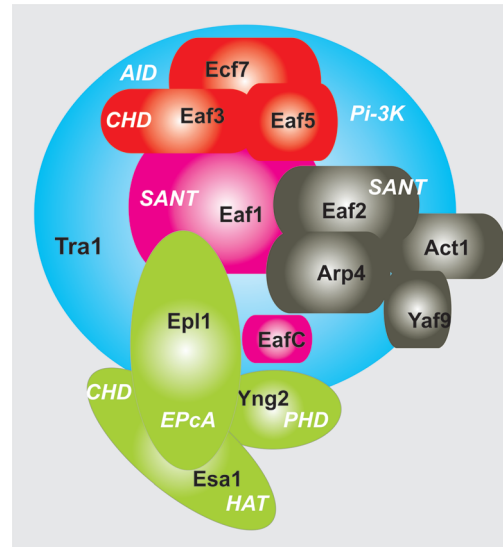 Ecf7
AID
CHD
Eaf3
Eaf5
Pi-3K
SANT
Eaf1
SANT
Eaf2
Tra1
Act1
Arp4
Epl1
Yaf9
EafC
CHD
Yng2
EPcA
PHD
Esa1
HAT